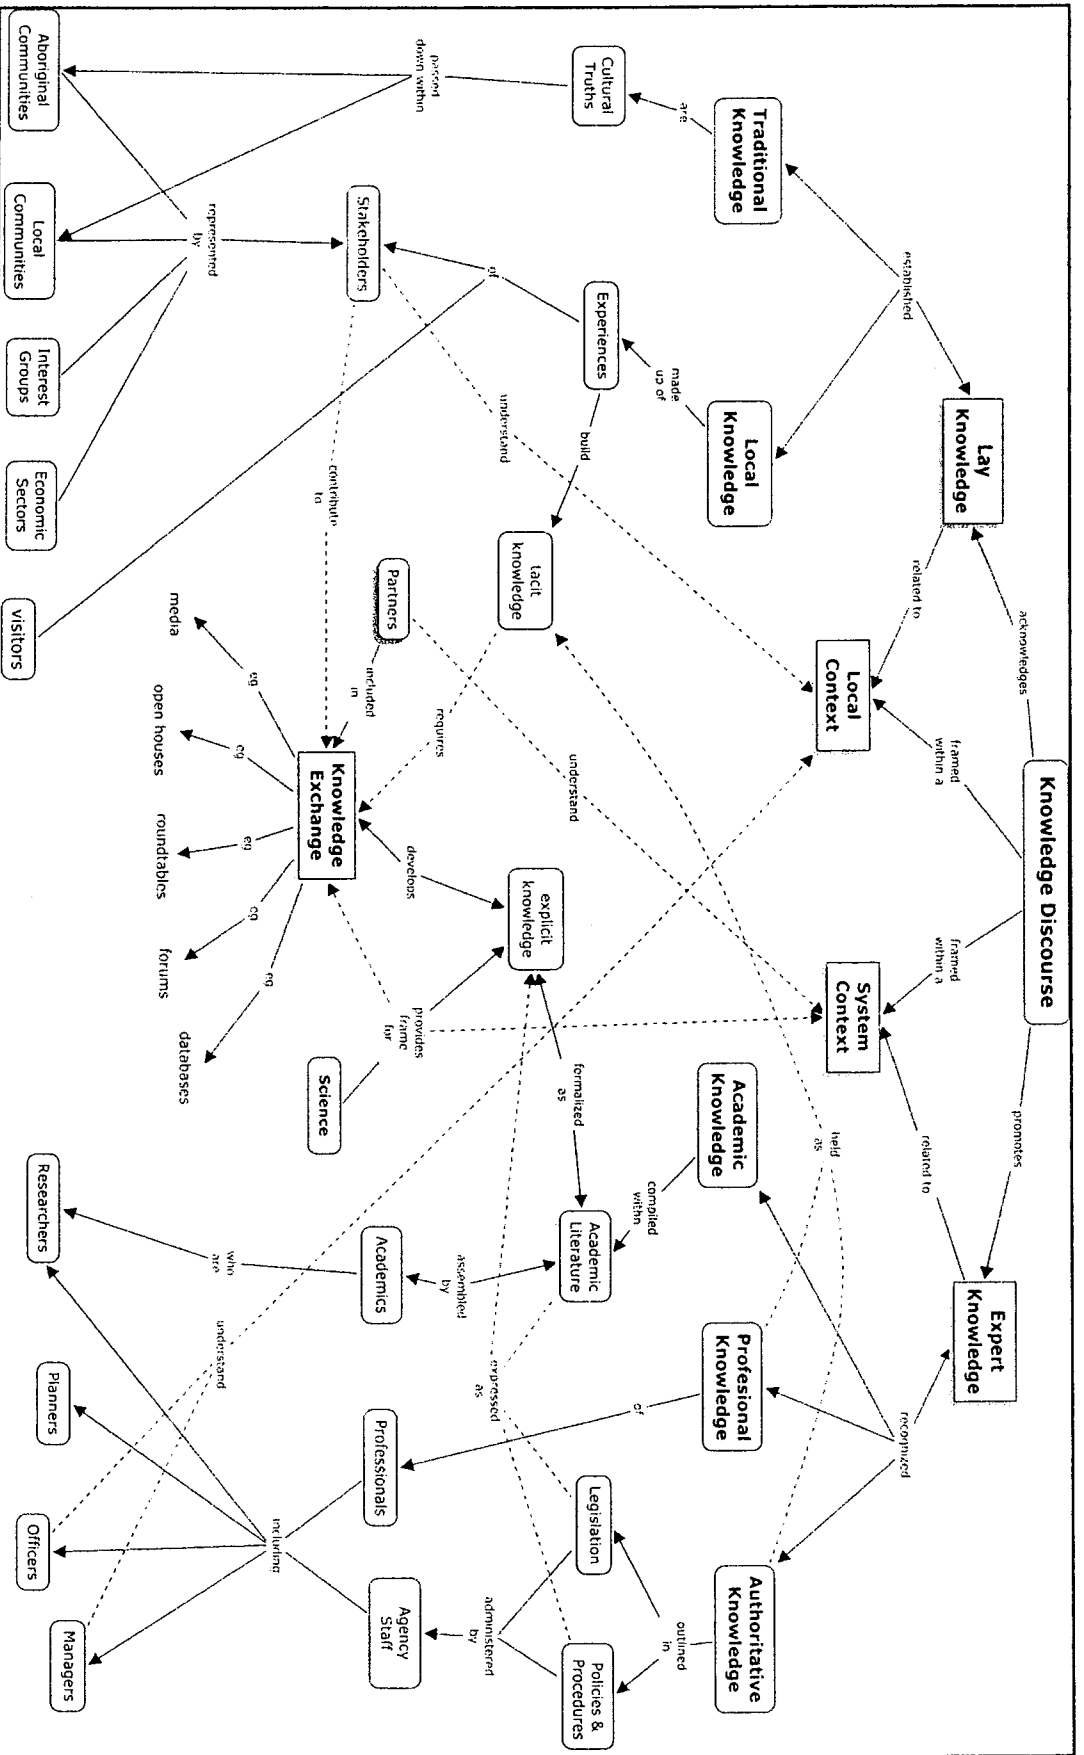 Knowledge Discourse
acknowledges
promotes
Lay
Knowledge
Expert
Knowledge
established
related to
framed
within a
framed
within a
related to
recognized
Local
Context
System
Context
held
as
Traditional
Knowledge
Local
Knowledge
Academic
Knowledge
Profesional
Knowledge
Authoritative
Knowledge
are
made
up of
compiled
withn
outlined
in
Cultural
Truths
Experiences
build
understand
formalized
as
Academic
Literature
Legislation
Policies &
Procedures
of
understand
tacit
knowledge
explicit
knowledge
expressed
as
administered
by
passed
down within
requires
develops
provides
frame
for
assembled
by
of
Stakeholders
Partners
included
in
Academics
Professionals
Agency
Staff
contribute
to
Knowledge
Exchange
Science
including
represented
by
eg
eg
eg
eg
eg
who
are
understand
media
open houses
roundtables
forums
databases
Aboriginal
Communities
Local
Communities
Interest
Groups
Economic
Sectors
visitors
Researchers
Planners
Officers
Managers